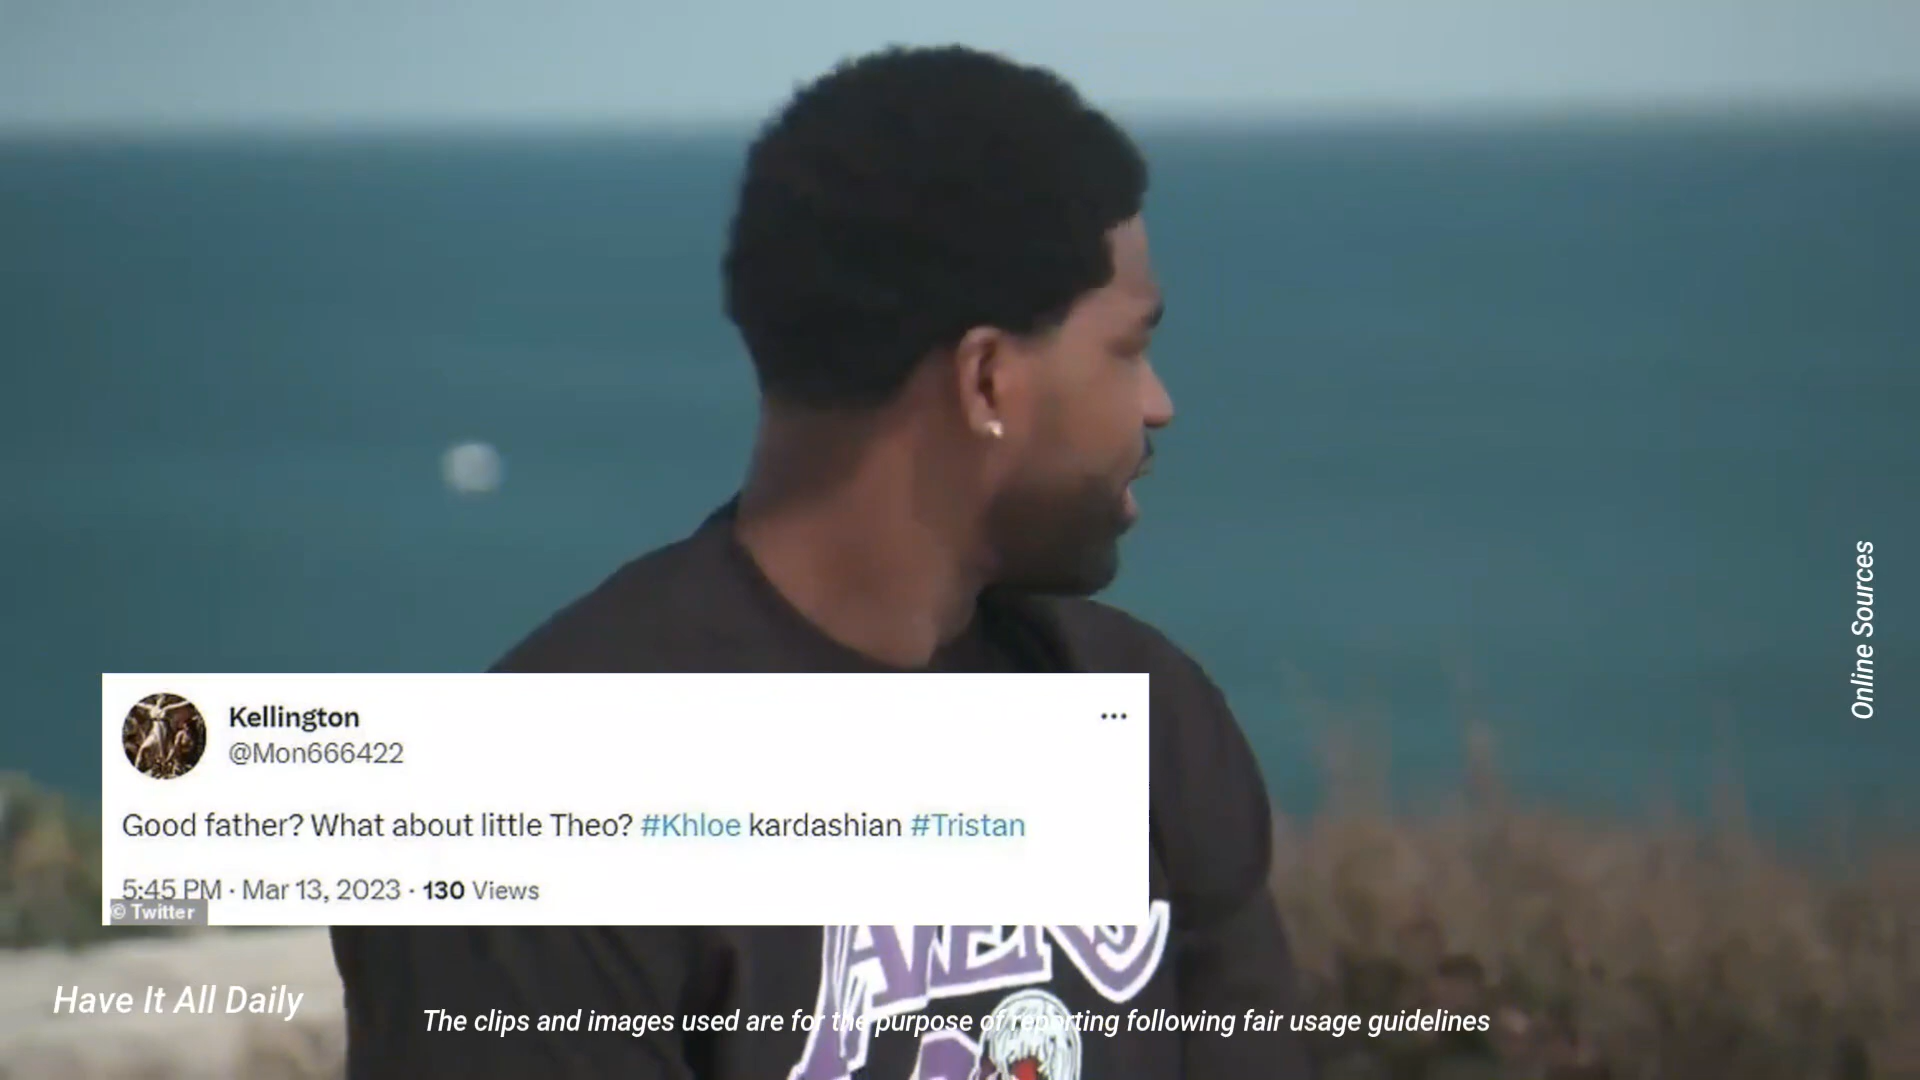 Kellington
@Mon666422
Good father? What about little Theo? #Khloe kardashian #Tristan
5:45 PM · Mar 13, 2023 · 130 Views
© Twitter
Online Sources
Have It All Daily
The clips and images used are for the purpose of reporting following fair usage guidelines